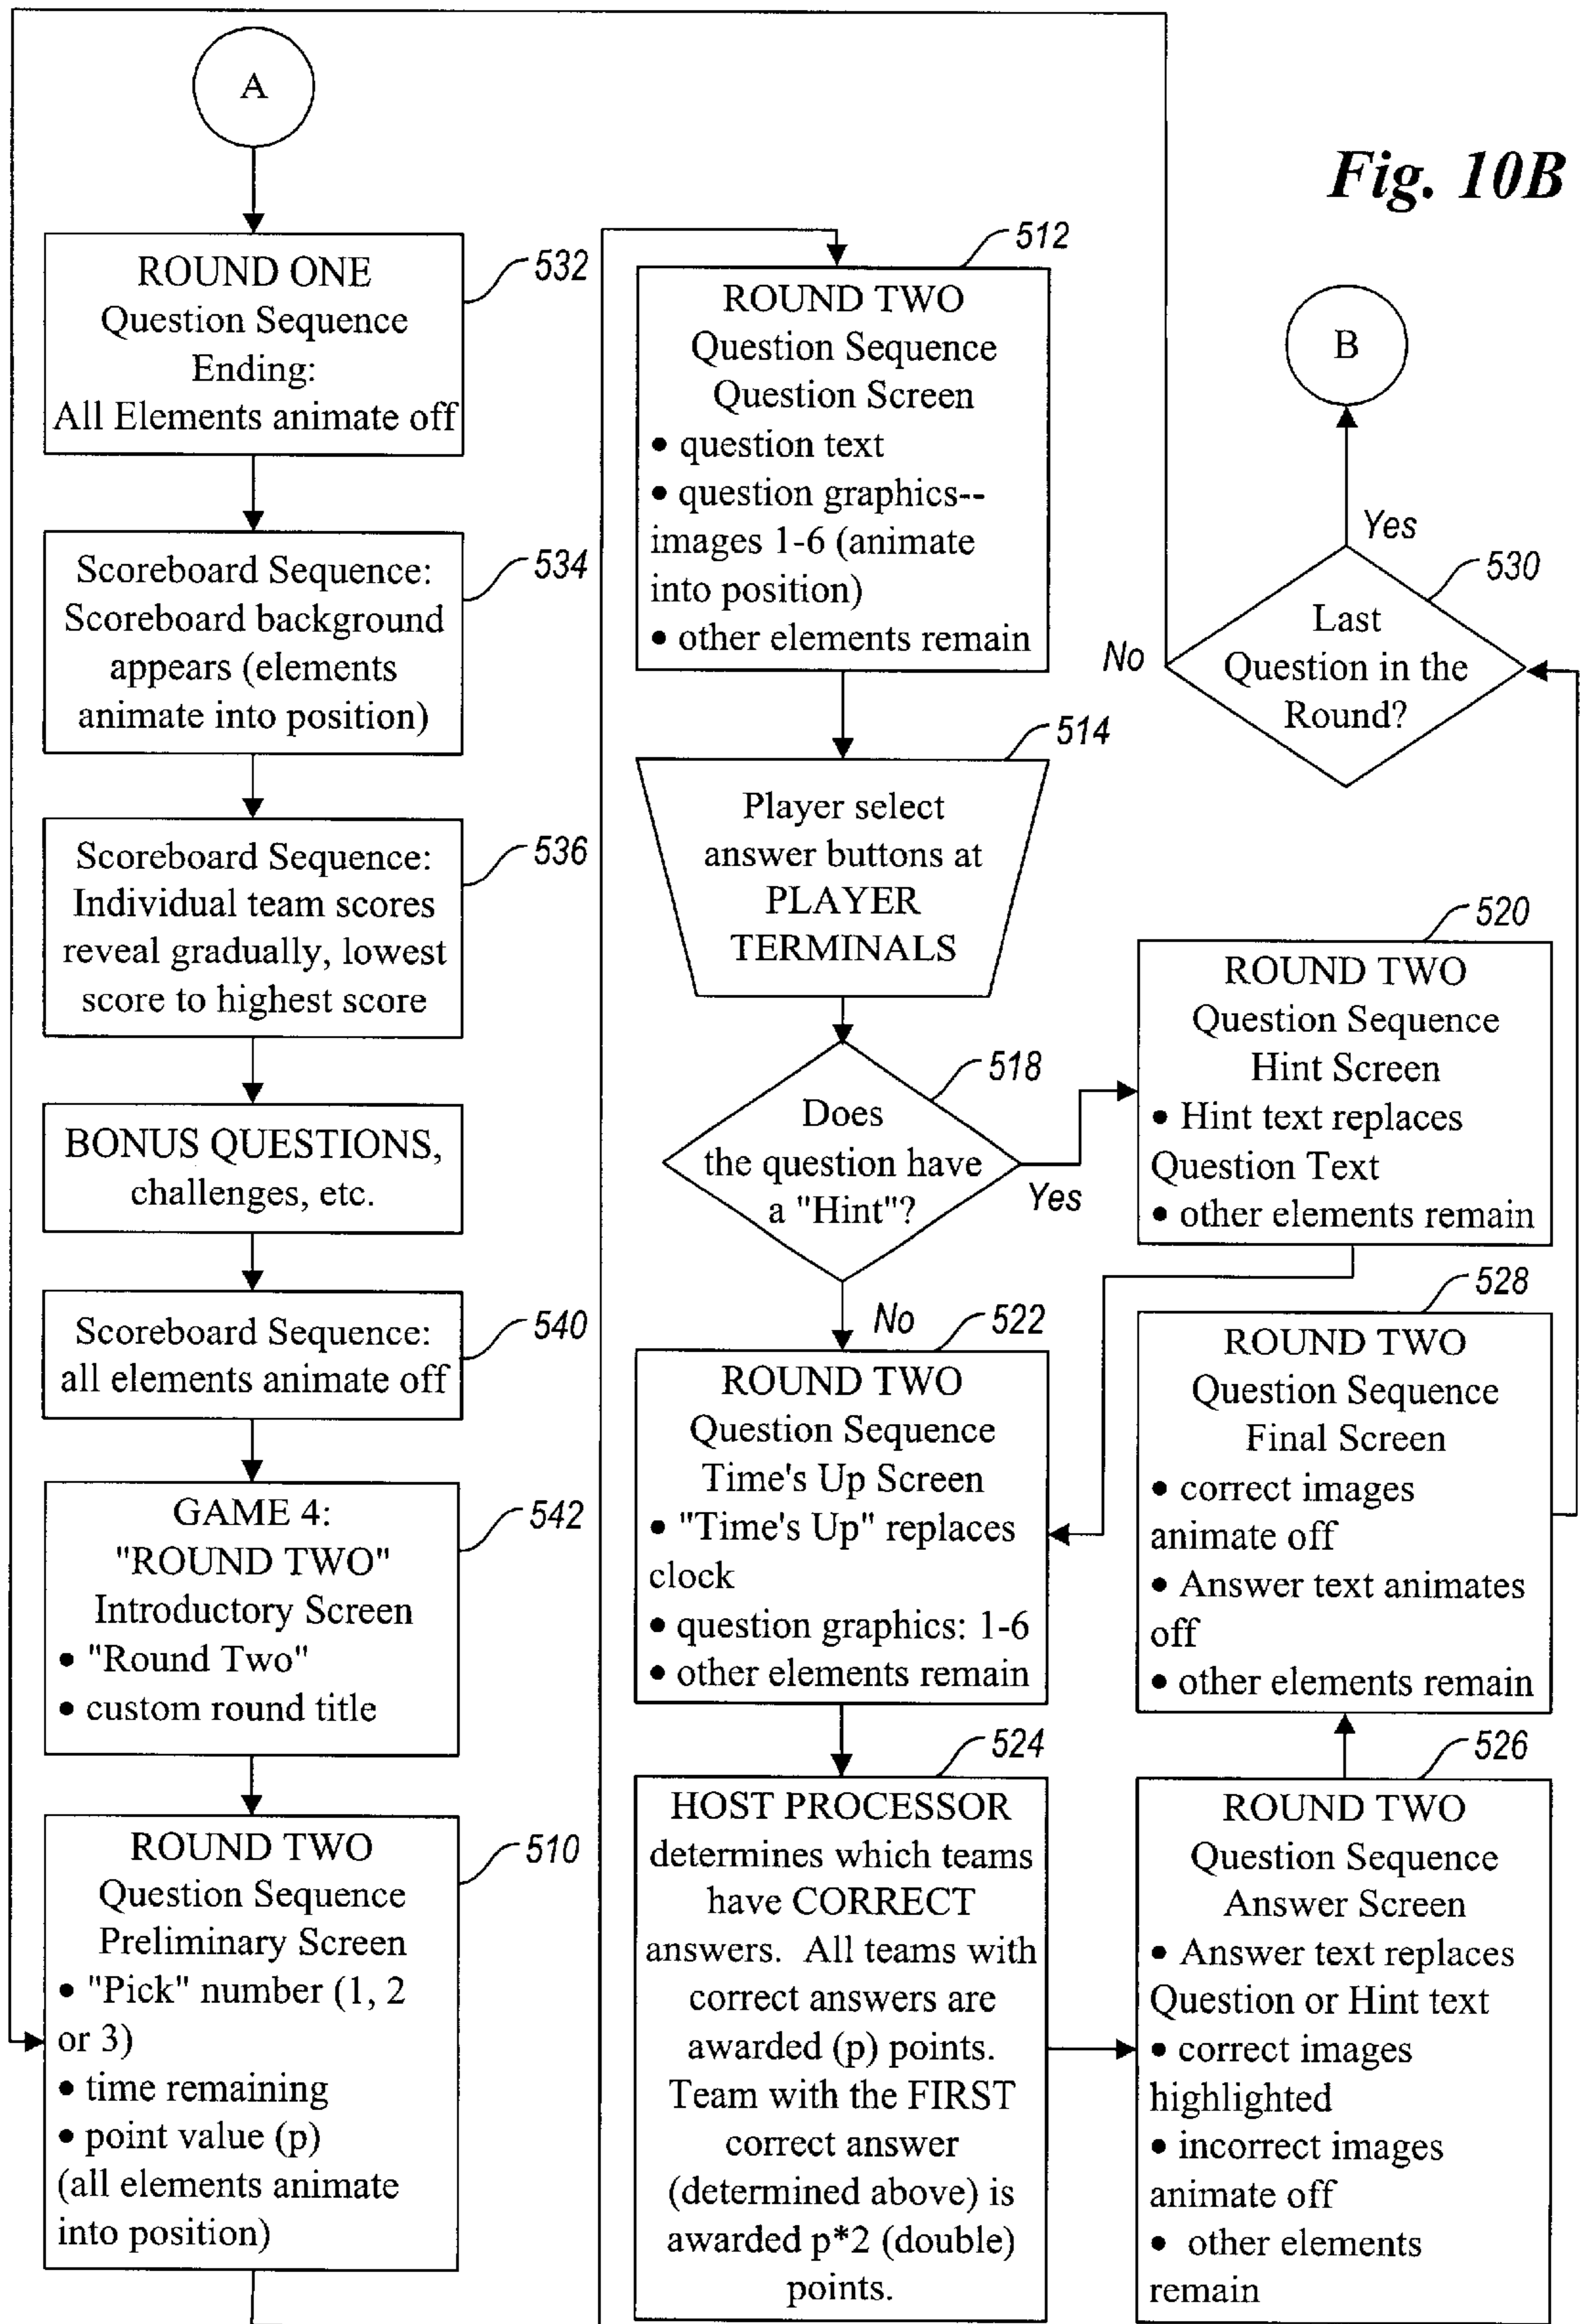 Fig. 10B
A
ROUND ONE
Question Sequence
Ending:
All Elements animate off
532
Scoreboard Sequence:
Scoreboard background
appears (elements
animate into position)
534
Scoreboard Sequence:
Individual team scores
reveal gradually, lowest
score to highest score
536
BONUS QUESTIONS,
challenges, etc.
Scoreboard Sequence:
all elements animate off
540
GAME 4:
"ROUND TWO"
Introductory Screen
• "Round Two"
• custom round title
542
ROUND TWO
Question Sequence
Preliminary Screen
• "Pick" number (1, 2
or 3)
• time remaining
• point value (p)
(all elements animate
into position)
510
512
ROUND TWO
Question Sequence
Question Screen
• question text
• question graphics--
images 1-6 (animate
into position)
• other elements remain
514
Player select
answer buttons at
PLAYER
TERMINALS
518
Does
the question have
a "Hint"?
Yes
No
522
ROUND TWO
Question Sequence
Time's Up Screen
• "Time's Up" replaces
clock
• question graphics: 1-6
• other elements remain
524
HOST PROCESSOR
determines which teams
have CORRECT
answers. All teams with
correct answers are
awarded (p) points.
Team with the FIRST
correct answer
(determined above) is
awarded p*2 (double)
points.
B
Yes
530
Last
Question in the
Round?
No
520
ROUND TWO
Question Sequence
Hint Screen
• Hint text replaces
Question Text
• other elements remain
528
ROUND TWO
Question Sequence
Final Screen
• correct images
animate off
• Answer text animates
off
• other elements remain
526
ROUND TWO
Question Sequence
Answer Screen
• Answer text replaces
Question or Hint text
• correct images
highlighted
• incorrect images
animate off
• other elements
remain